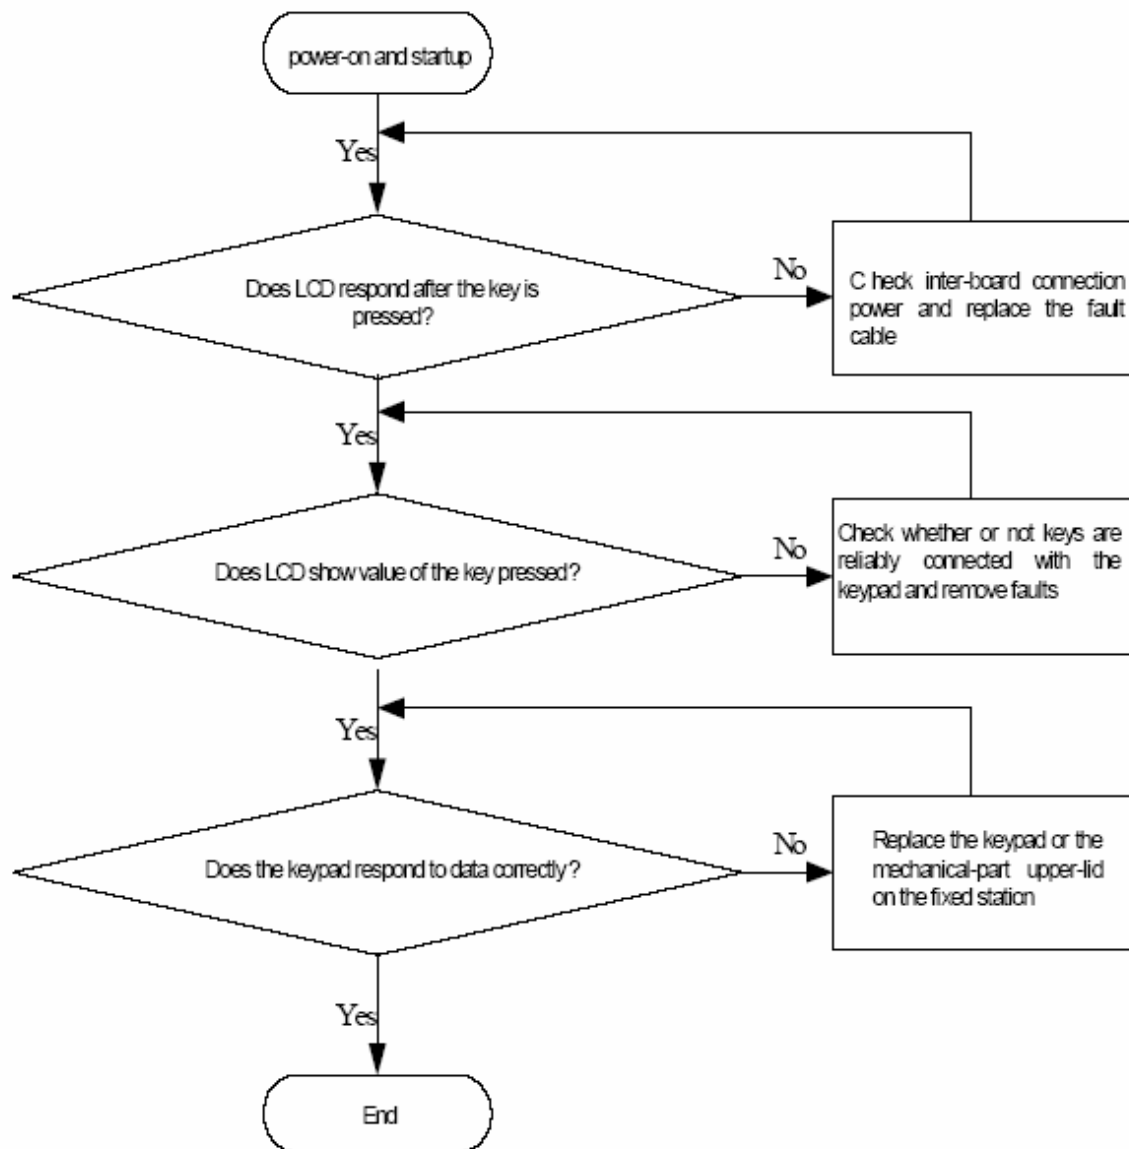 power-on and startup
Yes
Does LCD respond after the key is
pressed?
No
Check inter-board connection
power and replace the fault
cable
Yes
Does LCD show value of the key pressed?
No
Check whether or not keys are
reliably connected with the
keypad and remove faults
Yes
Does the keypad respond to data correctly?
No
Replace the keypad or the
mechanical-part upper-lid
on the fixed station
Yes
End